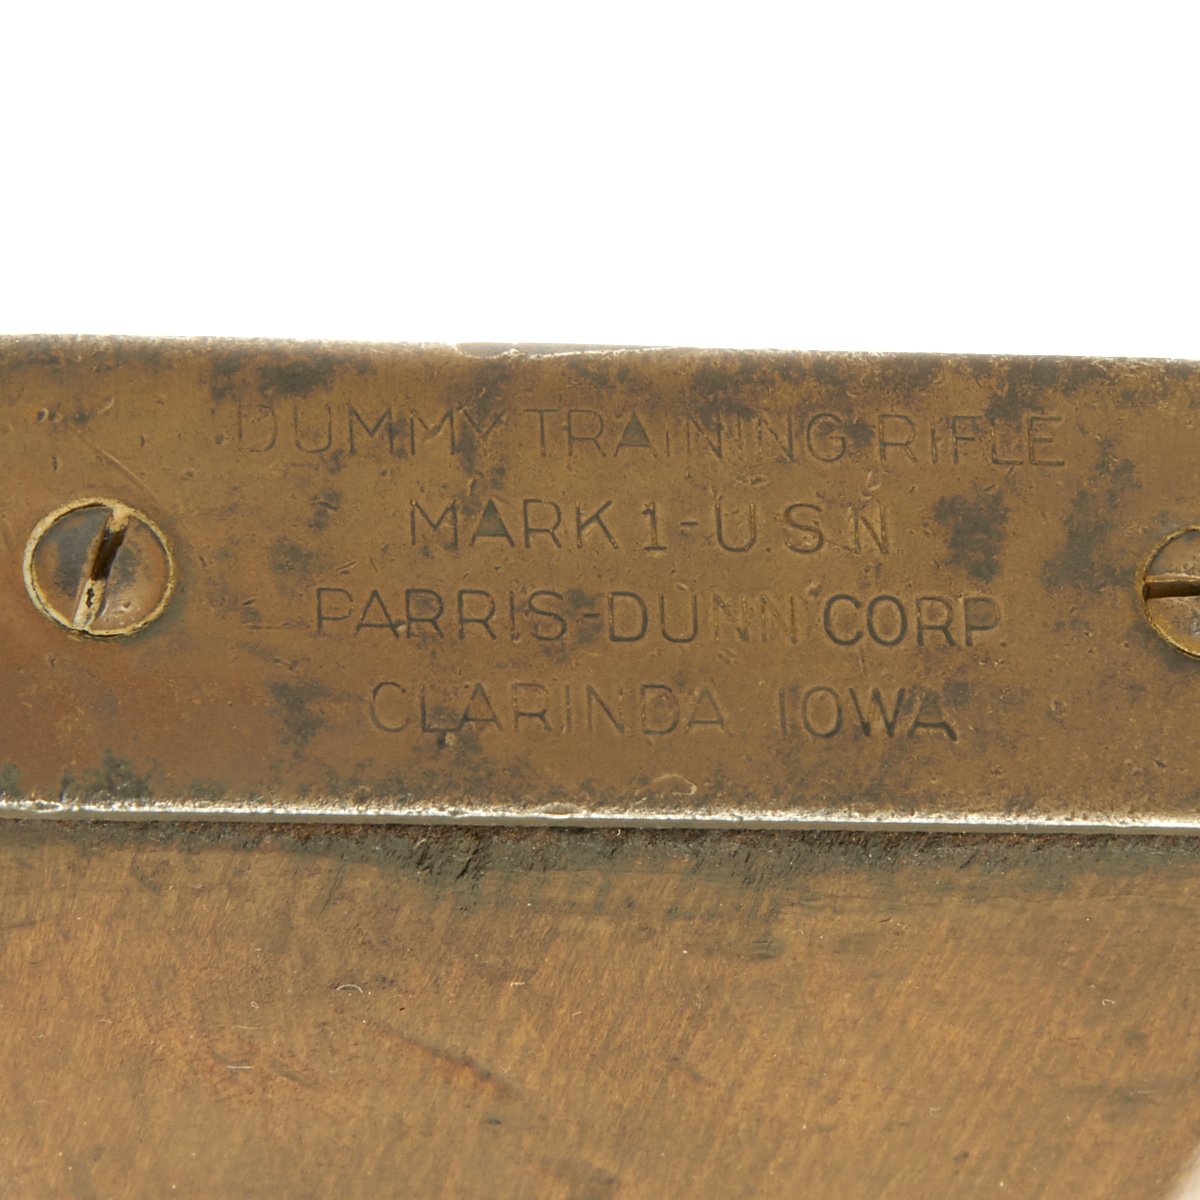 DUMMY TRAINING RIFLE
MARK 1-U.S.N.
PARRIS-DUNN CORP.
CLARINDA IOWA